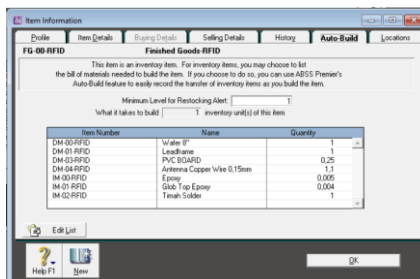 Item Information
Profile Item Details Buying Details Selling Details History Auto-Build Locations
FG-00-RFID Finished Goods-RFID
This item is an inventory item. For inventory items, you may choose to list
the bill of materials needed to build the item. If you choose to do so, you can use ABSS Premier's
Auto-Build feature to easily record the transfer of inventory items as you build the item.
Minimum Level for Restocking Alert: 1
What it takes to build 1 inventory unit(s) of this item
Item Number Name Quantity
DM-00-RFID Wafer 8" 1
DM-01-RFID Leadframe 1
DM-03-RFID PVC BOARD 0,25
DM-04-RFID Antenna Copper Wire 0,15mm 1,1
IM-00-RFID Epoxy 0,005
IM-01-RFID Glob Top Epoxy 0,004
IM-02-RFID Timah Solder 1
Edit List
Help F1 New OK